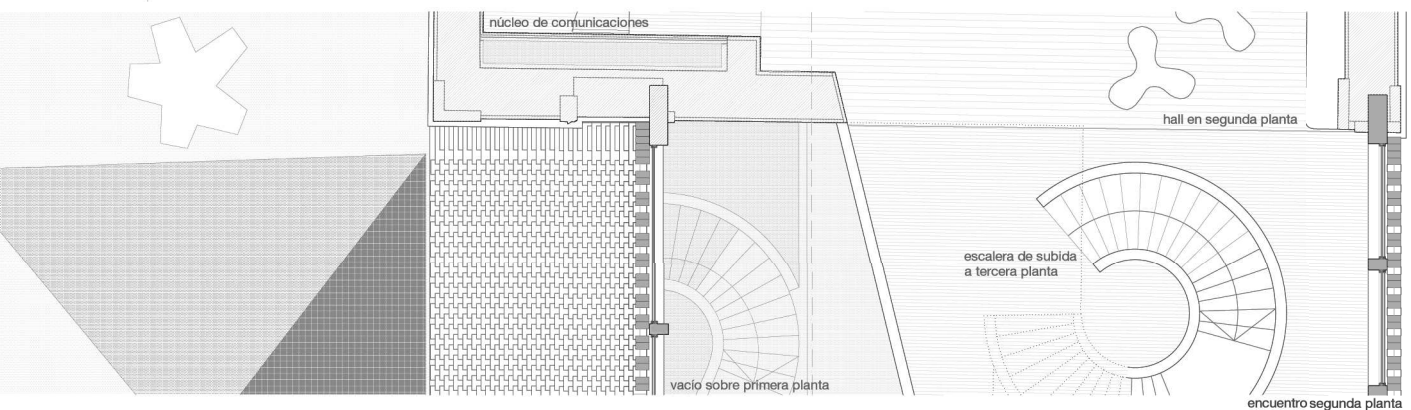 núcleo de comunicaciones
hall en segunda planta
escalera de subida
a tercera planta
vacío sobre primera planta
encuentro segunda planta